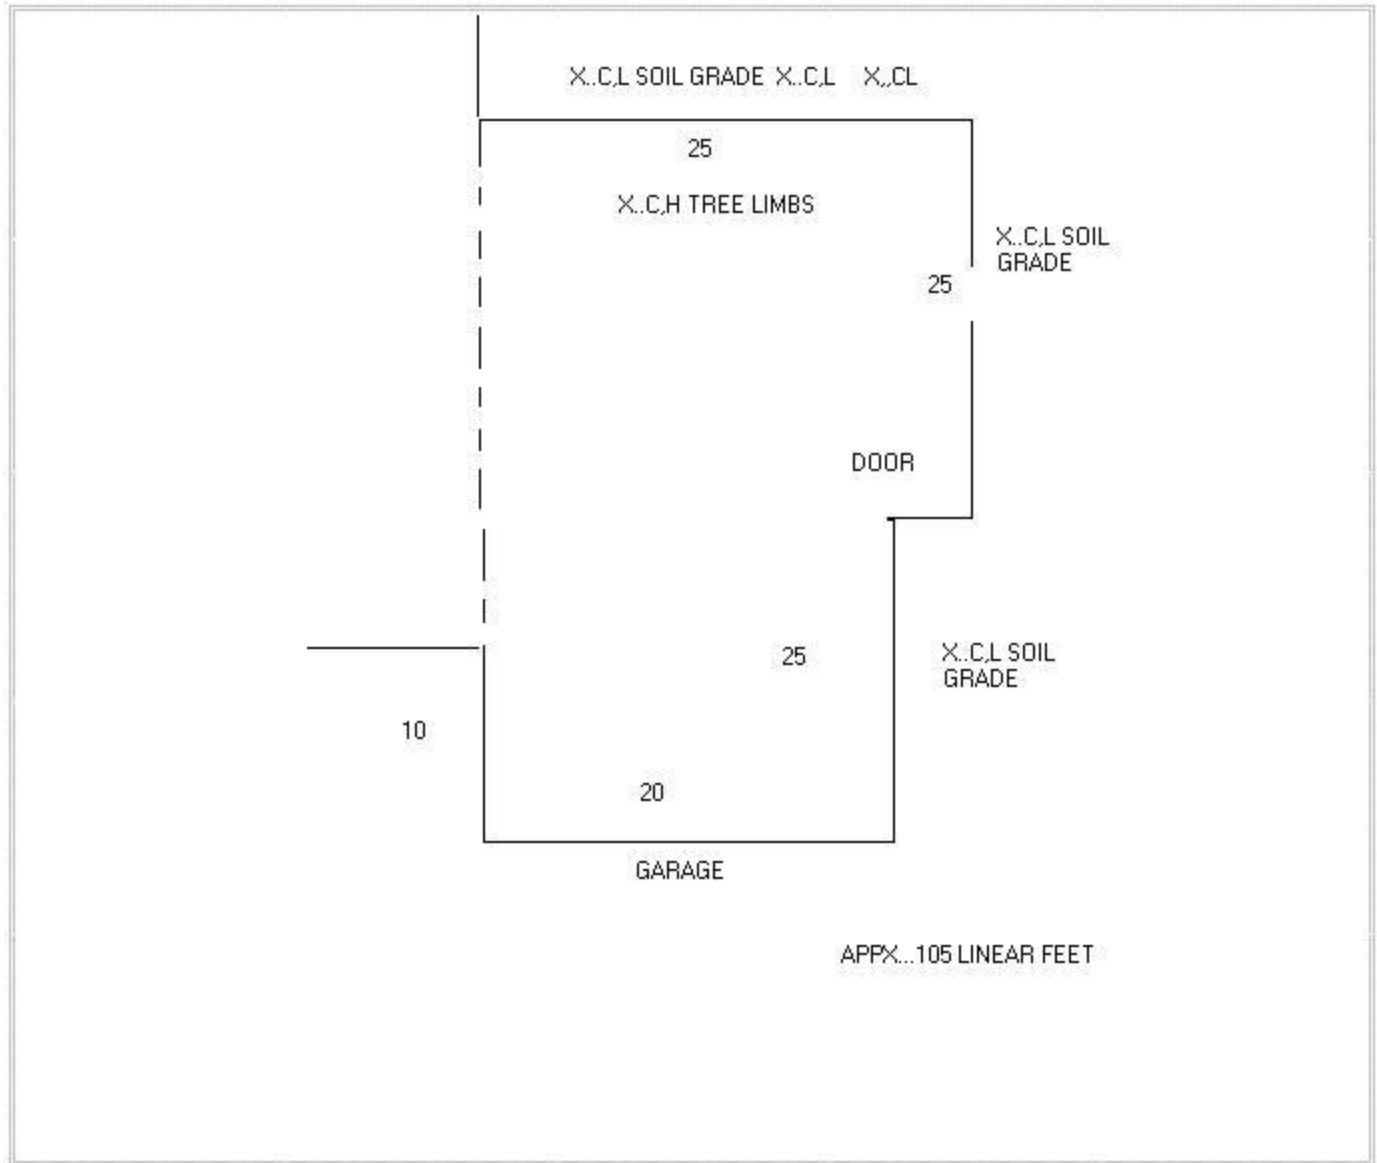 X..C,L SOIL GRADE X..C,L X,,CL
25
X..C,H TREE LIMBS
X..C,L SOIL
GRADE
25
DOOR
25
X..C,L SOIL
GRADE
10
20
GARAGE
APPX...105 LINEAR FEET